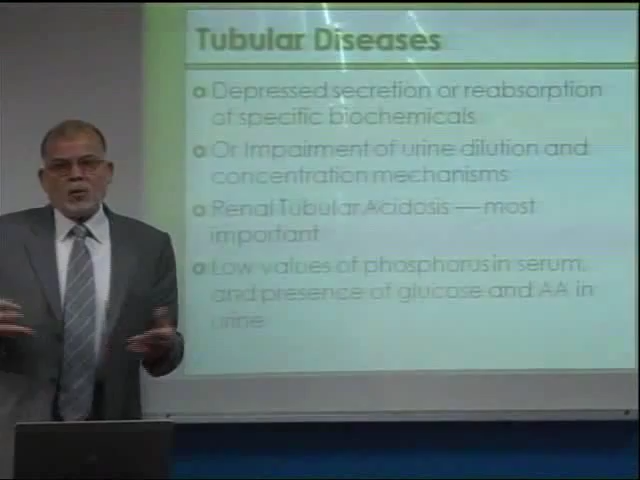 Tubular Diseases
Depressed secretion or reabsorption
of specific biochemicals
Or Impairment of urine dilution and
concentration mechanisms
Renal Tubular Acidosis — most
important
Low values of phosphorus in serum,
and presence of glucose and AA in
urine